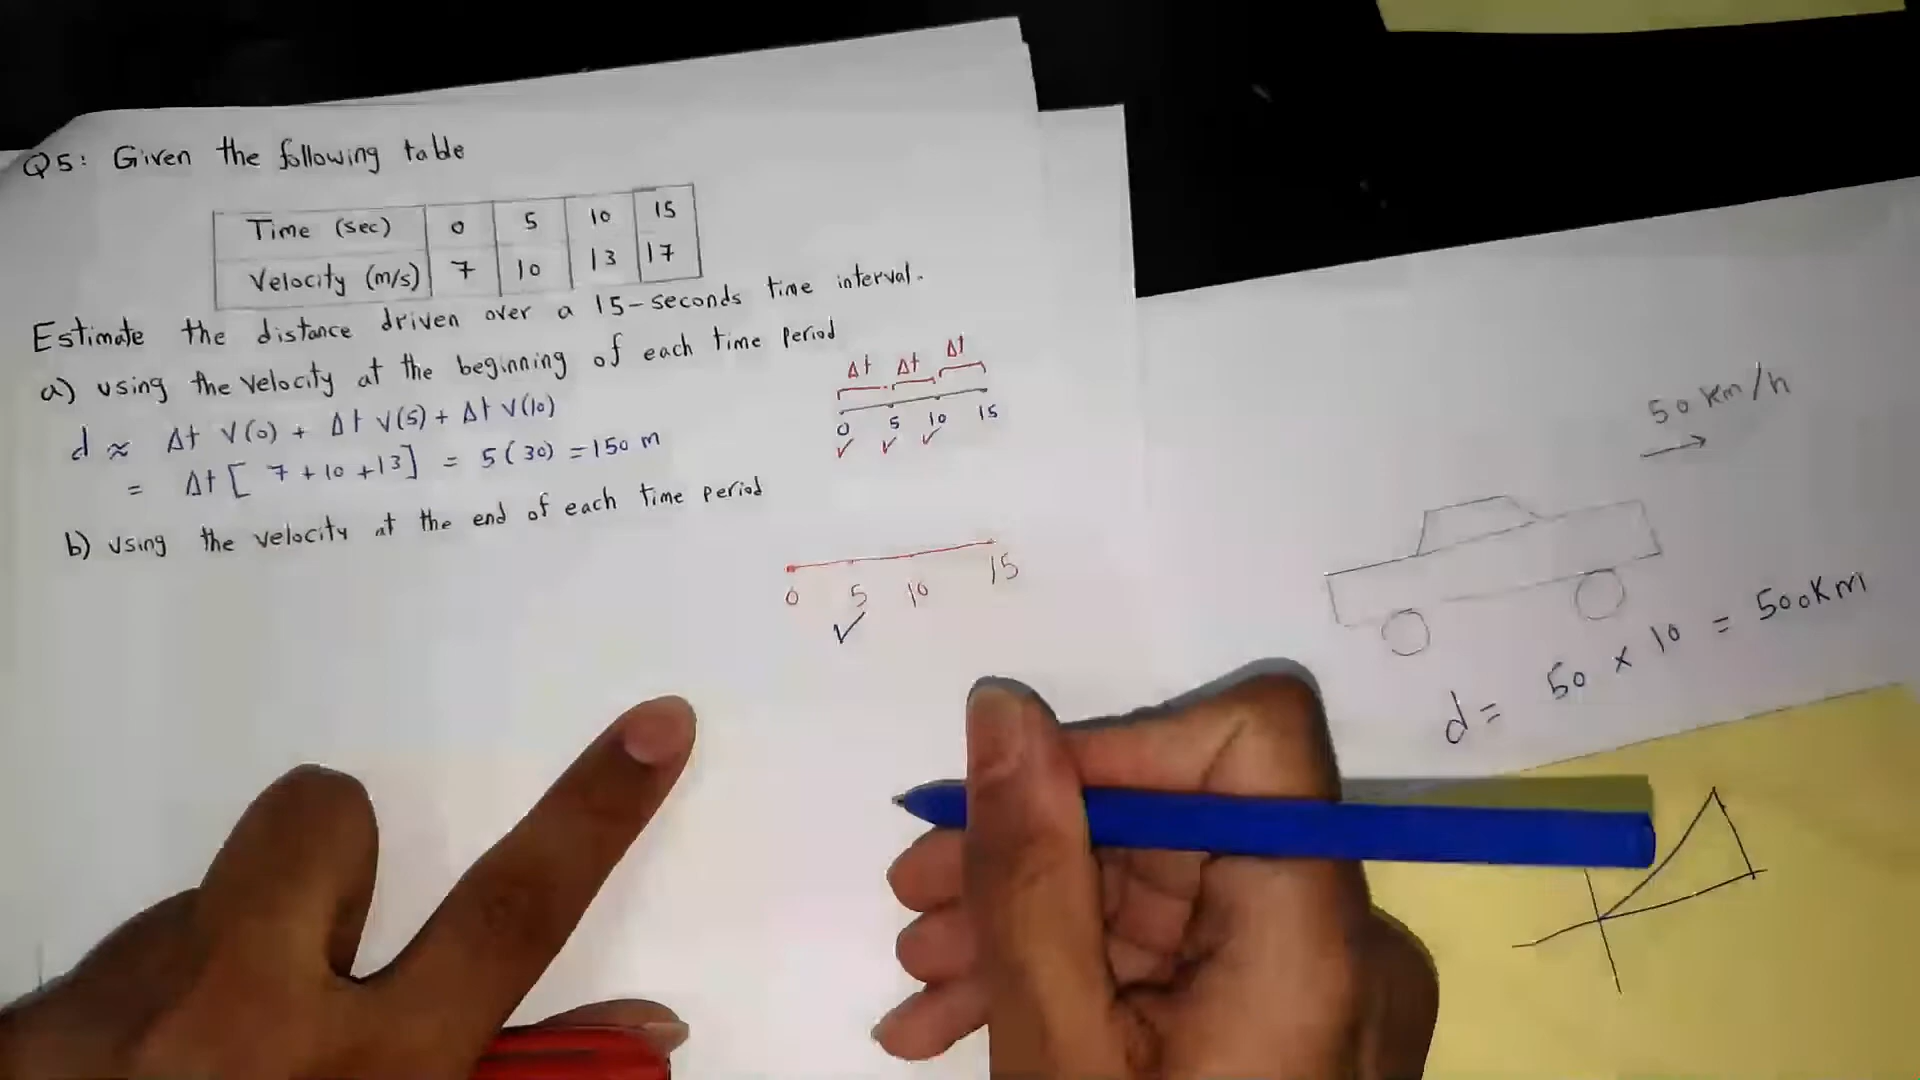 Q5: Given the following table
Time (sec) 0 5 10 15
Velocity (m/s) 7 10 13 17
Estimate the distance driven over a 15-seconds time interval.
a) using the velocity at the beginning of each time period
d ≈ Δt V(0) + Δt V(5) + Δt V(10)
= Δt [ 7 + 10 + 13 ] = 5(30) = 150 m
Δt Δt Δt
0 5 10 15
✓ ✓ ✓
b) using the velocity at the end of each time period
0 5 10 15
✓
50 km/h
→
d = 50 × 10 = 500 Km